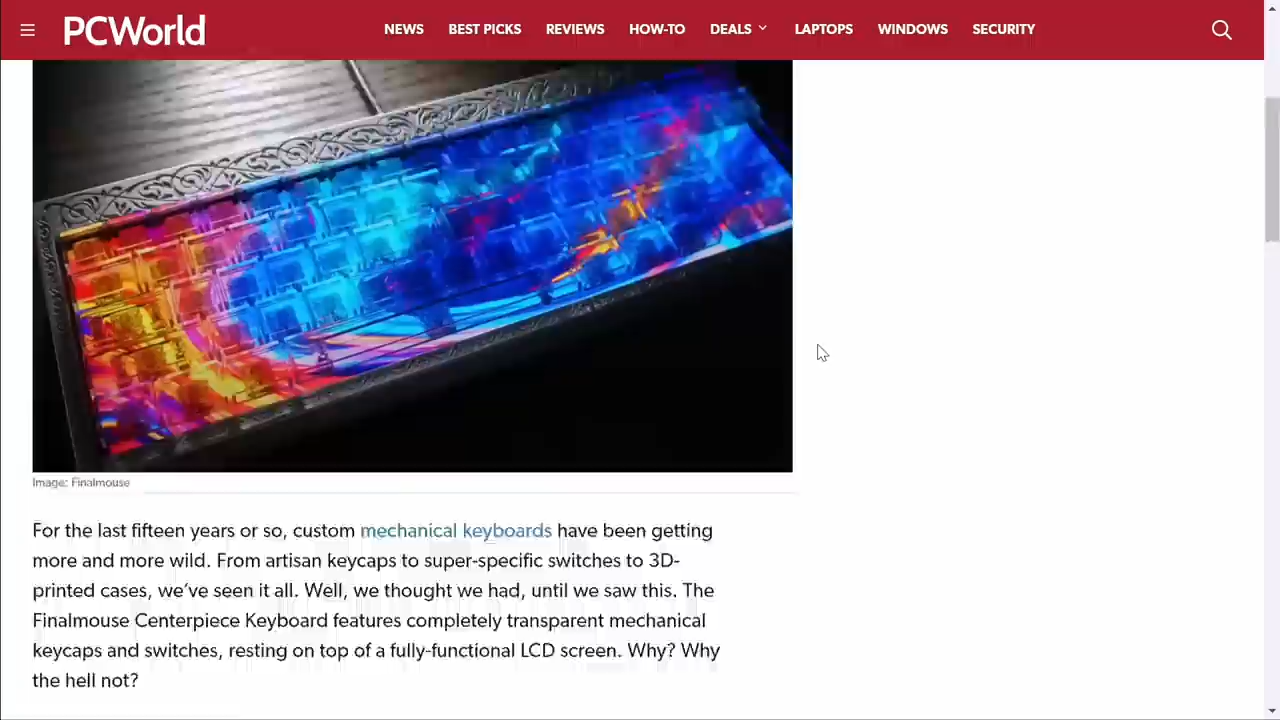 PCWorld
NEWS BEST PICKS REVIEWS HOW-TO DEALS LAPTOPS WINDOWS SECURITY
Image: Finalmouse
For the last fifteen years or so, custom mechanical keyboards have been getting
more and more wild. From artisan keycaps to super-specific switches to 3D-
printed cases, we’ve seen it all. Well, we thought we had, until we saw this. The
Finalmouse Centerpiece Keyboard features completely transparent mechanical
keycaps and switches, resting on top of a fully-functional LCD screen. Why? Why
the hell not?